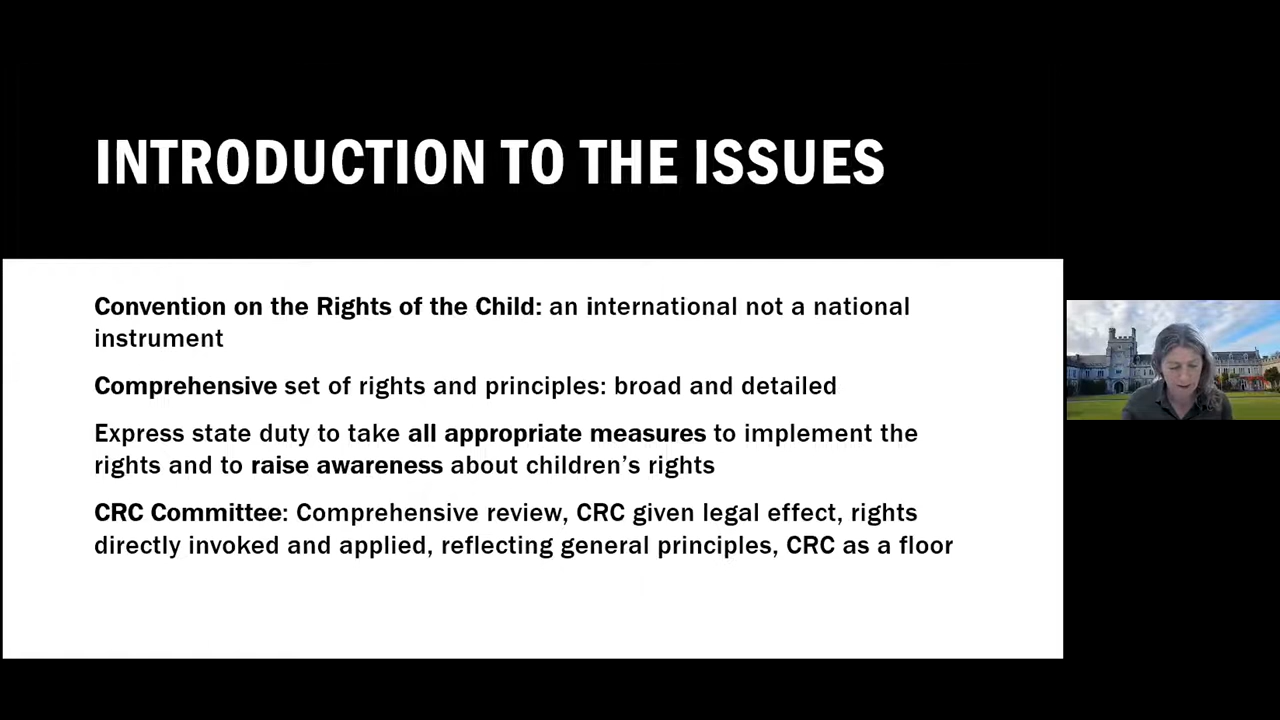 INTRODUCTION TO THE ISSUES
Convention on the Rights of the Child: an international not a national
instrument
Comprehensive set of rights and principles: broad and detailed
Express state duty to take all appropriate measures to implement the
rights and to raise awareness about children’s rights
CRC Committee: Comprehensive review, CRC given legal effect, rights
directly invoked and applied, reflecting general principles, CRC as a floor